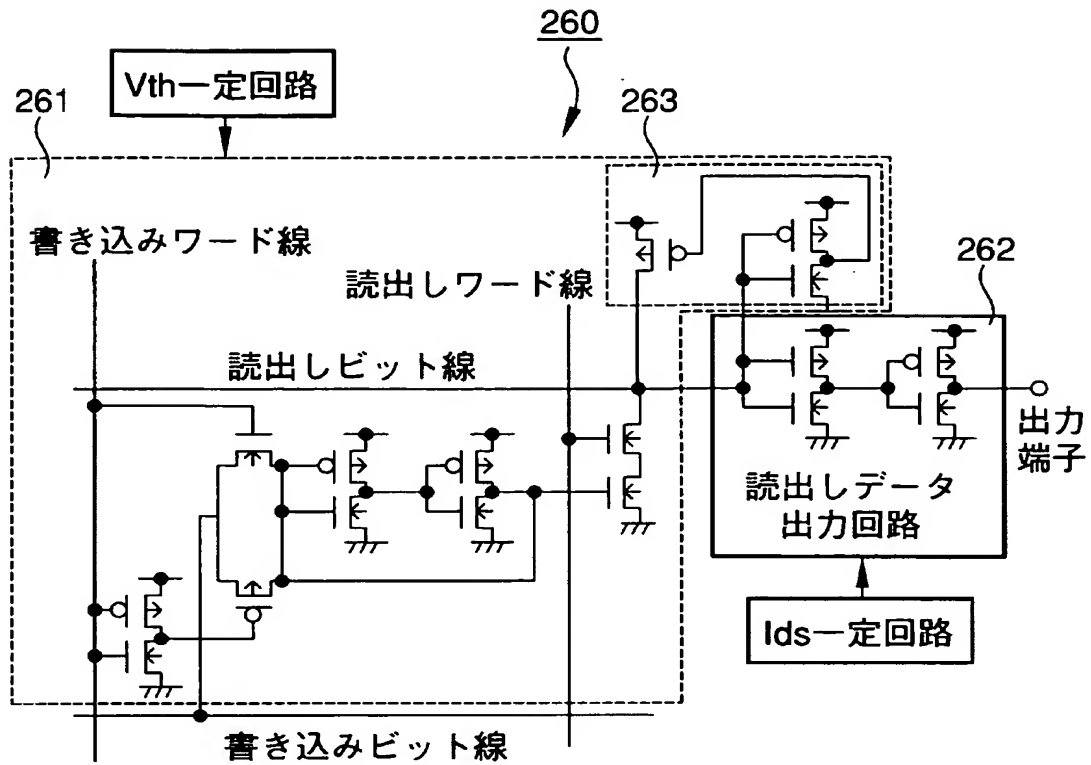 260
Vth一定回路
261
263
書き込みワード線
読出しワード線
262
読出しビット線
出力
端子
読出しデータ
出力回路
Ids一定回路
書き込みビット線